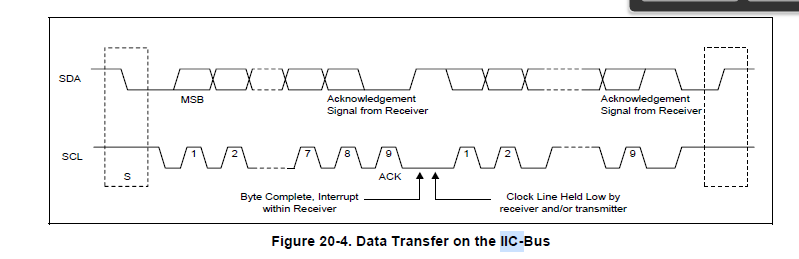 SDA
MSB
Acknowledgement
Signal from Receiver
Acknowledgement
Signal from Receiver
SCL
S
1
2
7
8
9
ACK
1
2
9
Byte Complete, Interrupt
within Receiver
Clock Line Held Low by
receiver and/or transmitter
Figure 20-4. Data Transfer on the IIC-Bus